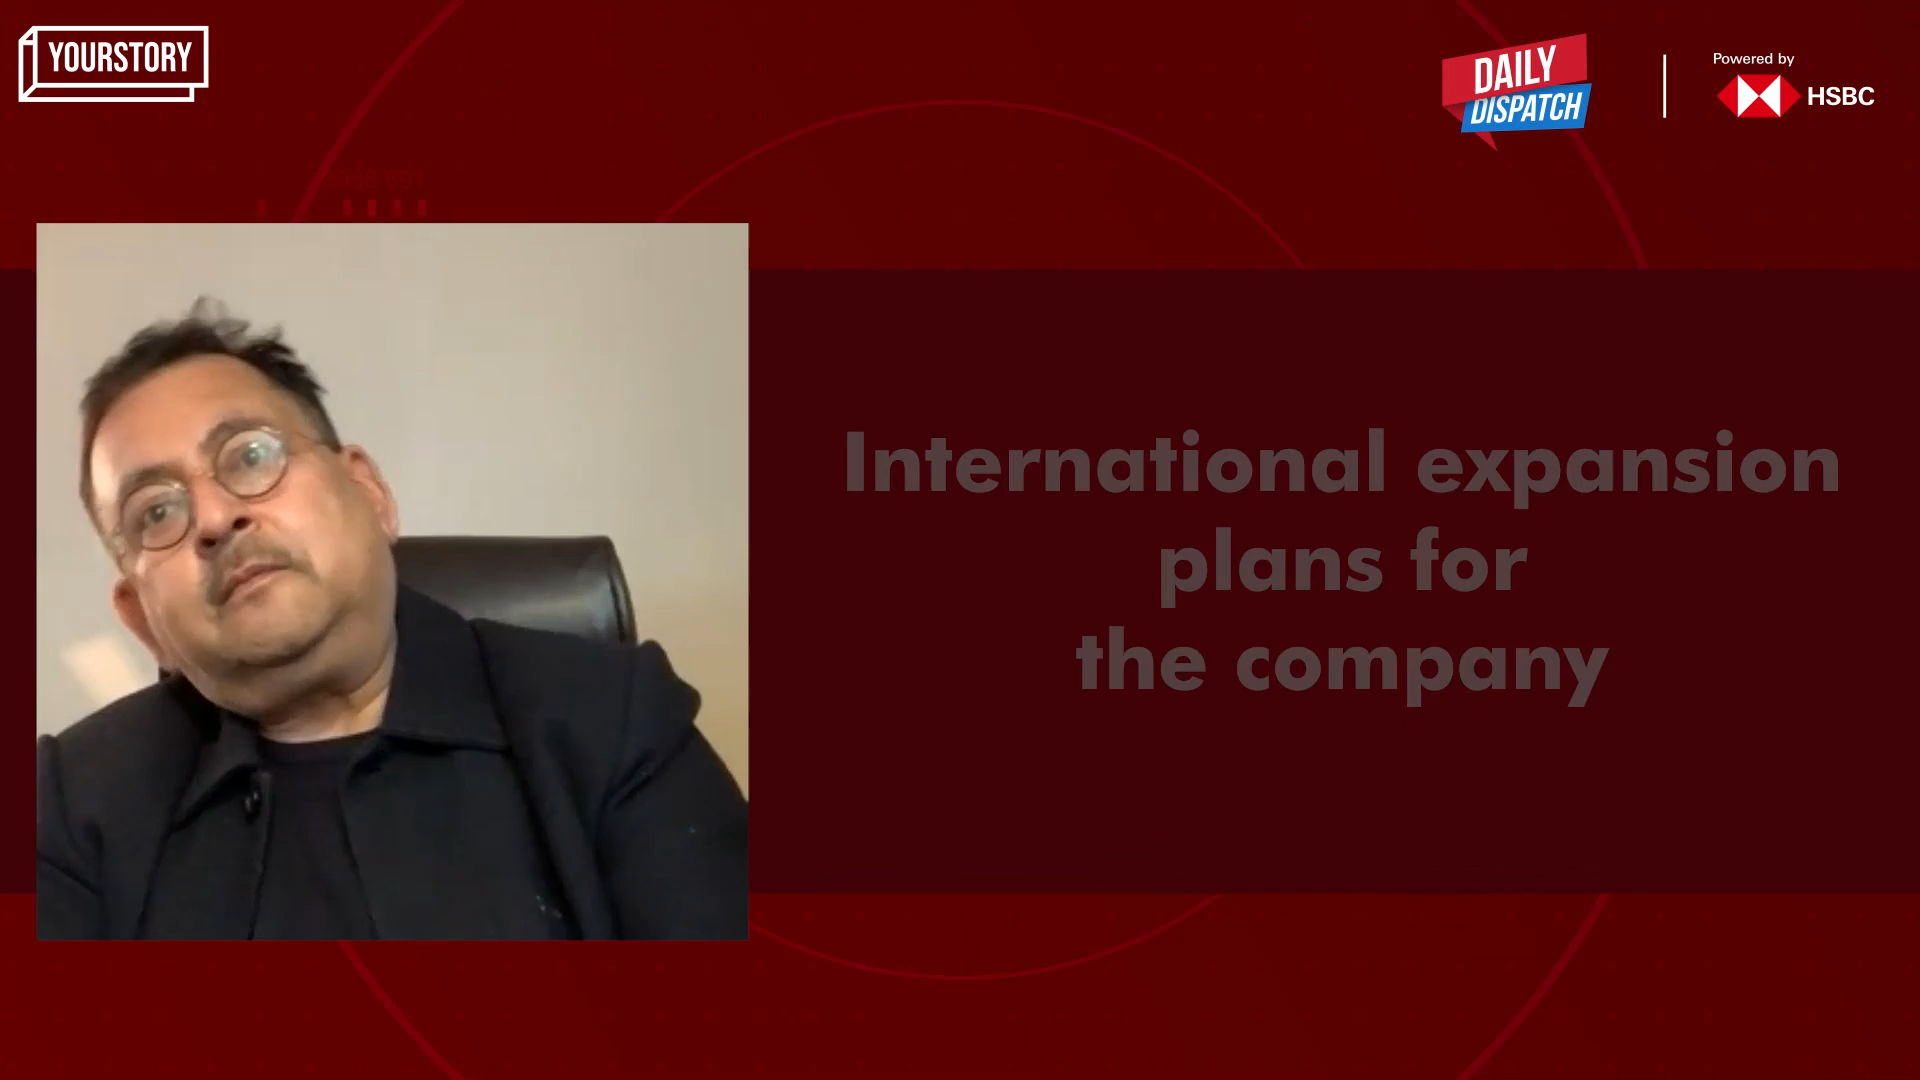 YOURSTORY
DAILY
DISPATCH
Powered by
HSBC
International expansion
plans for
the company